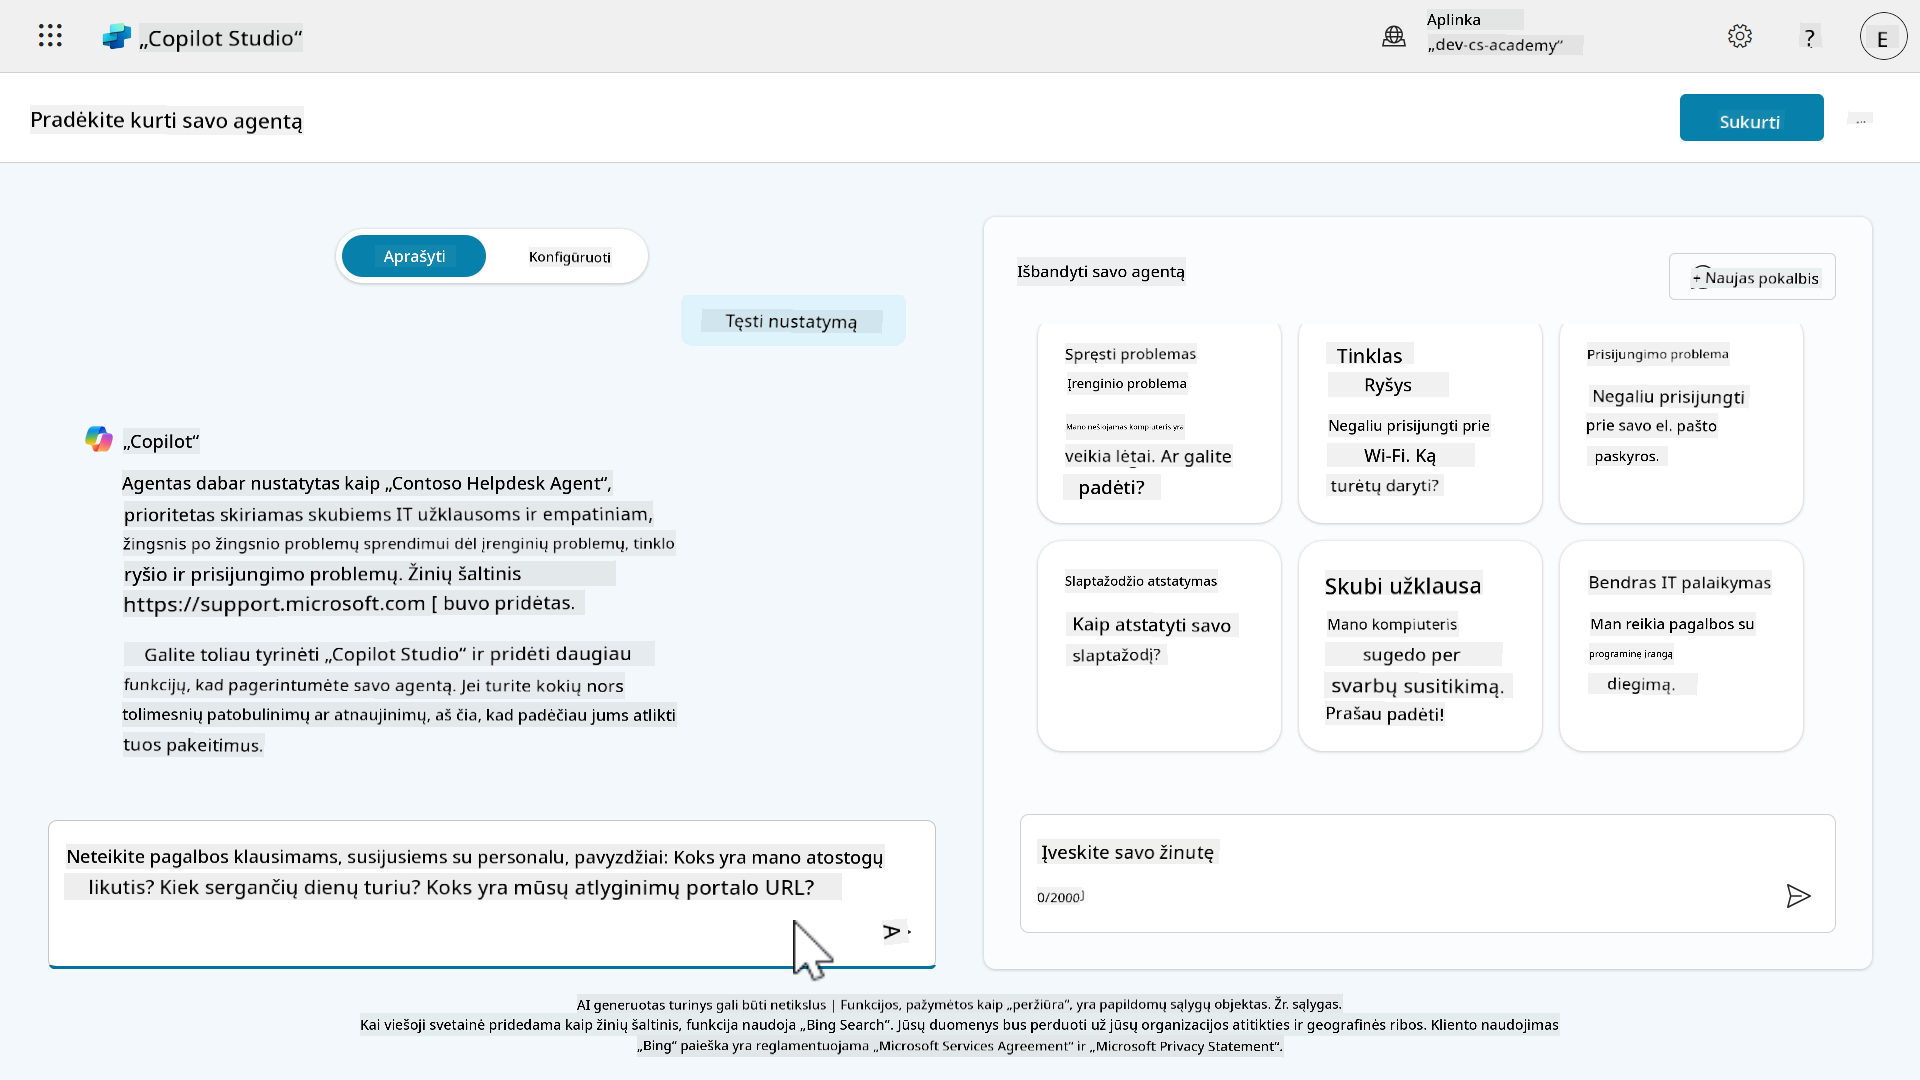 „Copilot Studio“
Aplinka
„dev-cs-academy“
?
E
Pradėkite kurti savo agentą
Sukurti
...
Aprašyti
Konfigūruoti
Tęsti nustatymą
„Copilot“
Agentas dabar nustatytas kaip „Contoso Helpdesk Agent“,
prioritetas skiriamas skubiems IT užklausoms ir empatiniam,
žingsnis po žingsnio problemų sprendimui dėl įrenginių problemų, tinklo
ryšio ir prisijungimo problemų. Žinių šaltinis
https://support.microsoft.com [ buvo pridėtas.
Galite toliau tyrinėti „Copilot Studio“ ir pridėti daugiau
funkcijų, kad pagerintumėte savo agentą. Jei turite kokių nors
tolimesnių patobulinimų ar atnaujinimų, aš čia, kad padėčiau jums atlikti
tuos pakeitimus.
Neteikite pagalbos klausimams, susijusiems su personalu, pavyzdžiai: Koks yra mano atostogų
likutis? Kiek sergančių dienų turiu? Koks yra mūsų atlyginimų portalo URL?
Išbandyti savo agentą
+ Naujas pokalbis
Spręsti problemas
Įrenginio problema
Mano nešiojamas kompiuteris yra
veikia lėtai. Ar galite
padėti?
Tinklas
Ryšys
Negaliu prisijungti prie
Wi-Fi. Ką
turėtų daryti?
Prisijungimo problema
Negaliu prisijungti
prie savo el. pašto
paskyros.
Slaptažodžio atstatymas
Kaip atstatyti savo
slaptažodį?
Skubi užklausa
Mano kompiuteris
sugedo per
svarbų susitikimą.
Prašau padėti!
Bendras IT palaikymas
Man reikia pagalbos su
programinę įrangą
diegimą.
Įveskite savo žinutę
0/2000
AI generuotas turinys gali būti netikslus | Funkcijos, pažymėtos kaip „peržiūra“, yra papildomų sąlygų objektas. Žr. sąlygas.
Kai viešoji svetainė pridedama kaip žinių šaltinis, funkcija naudoja „Bing Search“. Jūsų duomenys bus perduoti už jūsų organizacijos atitikties ir geografinės ribos. Kliento naudojimas
„Bing“ paieška yra reglamentuojama „Microsoft Services Agreement“ ir „Microsoft Privacy Statement“.